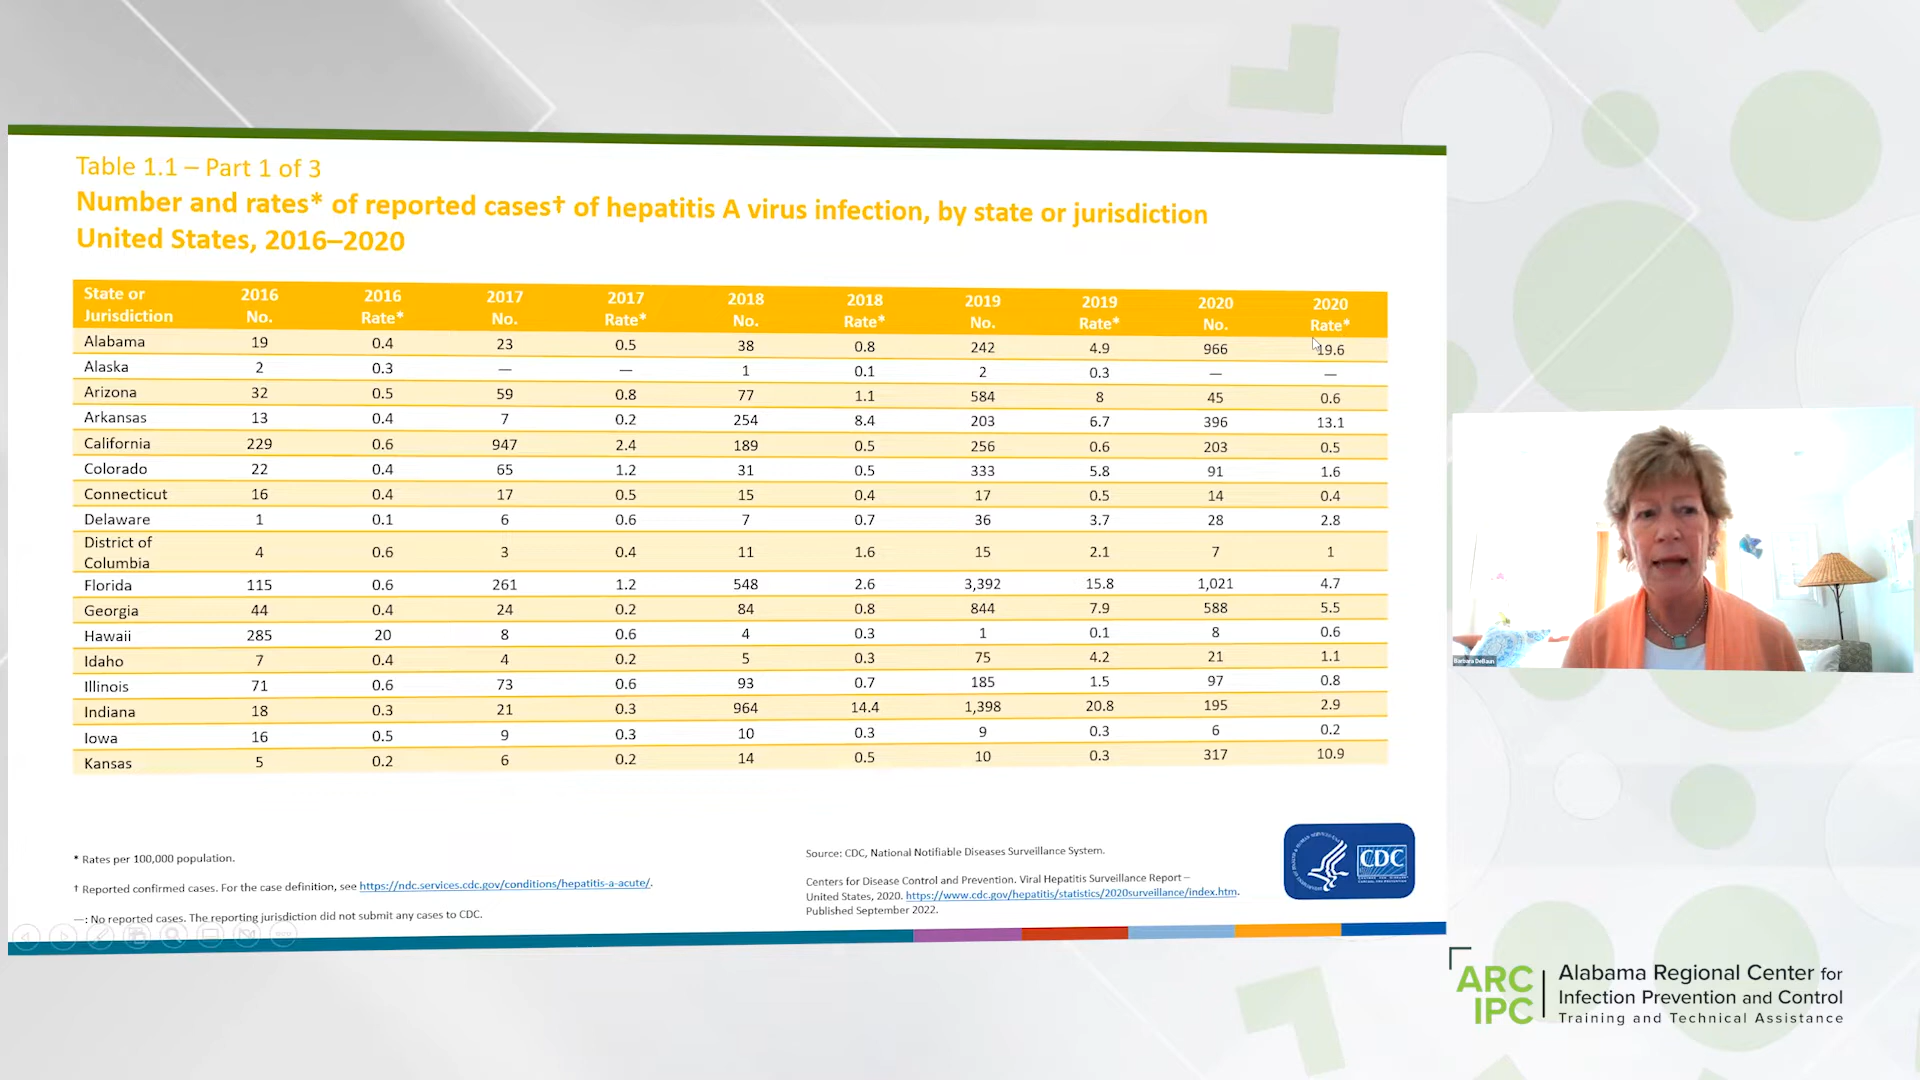 Table 1.1 – Part 1 of 3
Number and rates* of reported cases† of hepatitis A virus infection, by state or jurisdiction
United States, 2016–2020
State or Jurisdiction 2016 No. 2016 Rate* 2017 No. 2017 Rate* 2018 No. 2018 Rate* 2019 No. 2019 Rate* 2020 No. 2020 Rate*
Alabama 19 0.4 23 0.5 38 0.8 242 4.9 966 19.6
Alaska 2 0.3 — — 1 0.1 2 0.3 — —
Arizona 32 0.5 59 0.8 77 1.1 584 8 45 0.6
Arkansas 13 0.4 7 0.2 254 8.4 203 6.7 396 13.1
California 229 0.6 947 2.4 189 0.5 256 0.6 203 0.5
Colorado 22 0.4 65 1.2 31 0.5 333 5.8 91 1.6
Connecticut 16 0.4 17 0.5 15 0.4 17 0.5 14 0.4
Delaware 1 0.1 6 0.6 7 0.7 36 3.7 28 2.8
District of Columbia 4 0.6 3 0.4 11 1.6 15 2.1 7 1
Florida 115 0.6 261 1.2 548 2.6 3,392 15.8 1,021 4.7
Georgia 44 0.4 24 0.2 84 0.8 844 7.9 588 5.5
Hawaii 285 20 8 0.6 4 0.3 1 0.1 8 0.6
Idaho 7 0.4 4 0.2 5 0.3 75 4.2 21 1.1
Illinois 71 0.6 73 0.6 93 0.7 185 1.5 97 0.8
Indiana 18 0.3 21 0.3 964 14.4 1,398 20.8 195 2.9
Iowa 16 0.5 9 0.3 10 0.3 9 0.3 6 0.2
Kansas 5 0.2 6 0.2 14 0.5 10 0.3 317 10.9
* Rates per 100,000 population.
† Reported confirmed cases. For the case definition, see https://ndc.services.cdc.gov/conditions/hepatitis-a-acute/.
—: No reported cases. The reporting jurisdiction did not submit any cases to CDC.
Source: CDC, National Notifiable Diseases Surveillance System.
Centers for Disease Control and Prevention. Viral Hepatitis Surveillance Report –
United States, 2020. https://www.cdc.gov/hepatitis/statistics/2020surveillance/index.htm.
Published September 2022.
CDC
Barbara DeBaun
ARC
IPC
Alabama Regional Center for
Infection Prevention and Control
Training and Technical Assistance